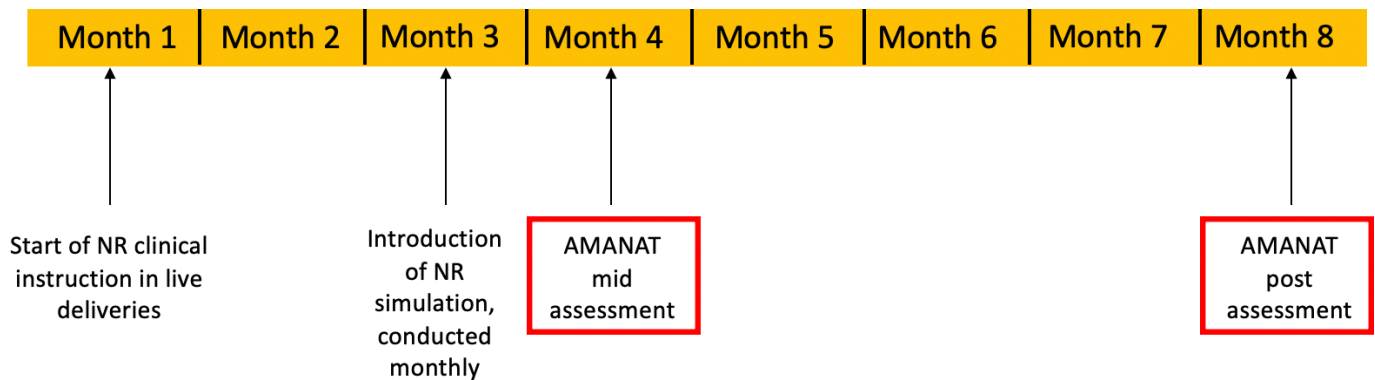 Month 1 Month 2 Month 3 Month 4 Month 5 Month 6 Month 7 Month 8
Start of NR clinical
instruction in live
deliveries
Introduction
of NR
simulation,
conducted
monthly
AMANAT
mid
assessment
AMANAT
post
assessment